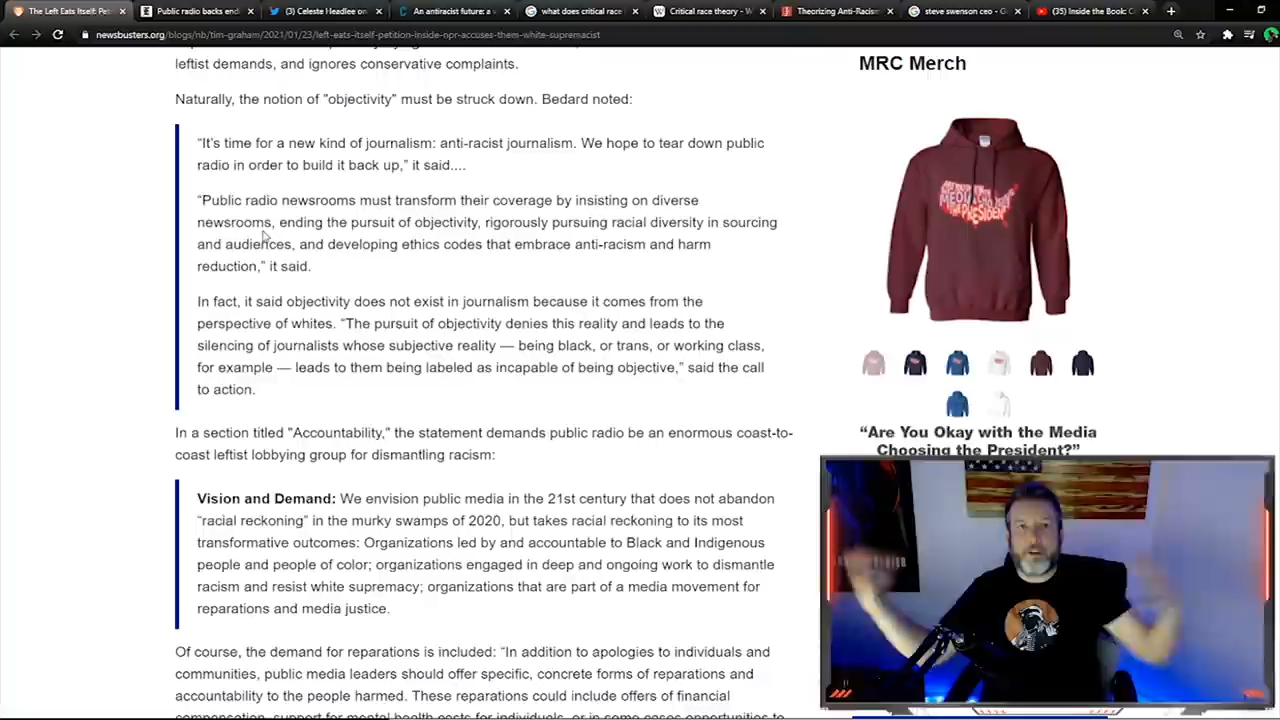 The Left Eats Itself: Pet
Public radio backs end
(3) Celeste Headlee on
An antiracist future: a v
what does critical race
Critical race theory - W
Theorizing Anti-Racism
steve swenson ceo - G
(35) Inside the Book: C
newsbusters.org/blogs/nb/tim-graham/2021/01/23/left-eats-itself-petition-inside-npr-accuses-them-white-supremacist
leftist demands, and ignores conservative complaints.
Naturally, the notion of "objectivity" must be struck down. Bedard noted:
“It’s time for a new kind of journalism: anti-racist journalism. We hope to tear down public
radio in order to build it back up,” it said....
“Public radio newsrooms must transform their coverage by insisting on diverse
newsrooms, ending the pursuit of objectivity, rigorously pursuing racial diversity in sourcing
and audiences, and developing ethics codes that embrace anti-racism and harm
reduction,” it said.
In fact, it said objectivity does not exist in journalism because it comes from the
perspective of whites. “The pursuit of objectivity denies this reality and leads to the
silencing of journalists whose subjective reality — being black, or trans, or working class,
for example — leads to them being labeled as incapable of being objective,” said the call
to action.
In a section titled "Accountability," the statement demands public radio be an enormous coast-to-
coast leftist lobbying group for dismantling racism:
Vision and Demand: We envision public media in the 21st century that does not abandon
“racial reckoning” in the murky swamps of 2020, but takes racial reckoning to its most
transformative outcomes: Organizations led by and accountable to Black and Indigenous
people and people of color; organizations engaged in deep and ongoing work to dismantle
racism and resist white supremacy; organizations that are part of a media movement for
reparations and media justice.
Of course, the demand for reparations is included: “In addition to apologies to individuals and
communities, public media leaders should offer specific, concrete forms of reparations and
accountability to the people harmed. These reparations could include offers of financial
compensation, support for mental health costs for individuals, or in some cases opportunities to
MRC Merch
MEDIA
PRESIDENT
“Are You Okay with the Media
Choosing the President?”